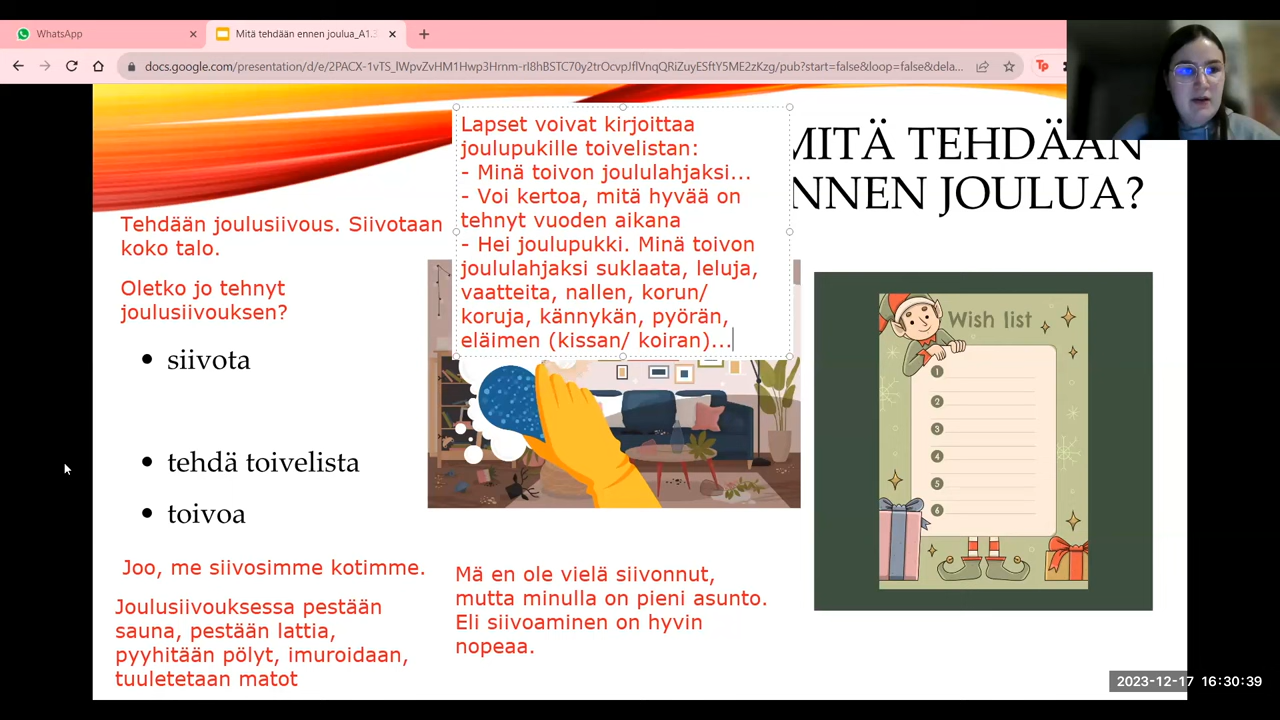 WhatsApp
Mitä tehdään ennen joulua_A1.3
docs.google.com/presentation/d/e/2PACX-1vTS_lWpvZvHM1Hwp3Hrnm-rl8hBSTC70y2trOcvpJflVnqQRiZuyESftY5ME2zKzg/pub?start=false&loop=false&dela...
Tp
MITÄ TEHDÄÄN
ENNEN JOULUA?
Lapset voivat kirjoittaa
joulupukille toivelistan:
- Minä toivon joululahjaksi...
- Voi kertoa, mitä hyvää on
tehnyt vuoden aikana
- Hei joulupukki. Minä toivon
joululahjaksi suklaata, leluja,
vaatteita, nallen, korun/
koruja, kännykän, pyörän,
eläimen (kissan/ koiran)...
Tehdään joulusiivous. Siivotaan
koko talo.
Oletko jo tehnyt
joulusiivouksen?
• siivota
• tehdä toivelista
• toivoa
Joo, me siivosimme kotimme.
Joulusiivouksessa pestään
sauna, pestään lattia,
pyyhitään pölyt, imuroidaan,
tuuletetaan matot
Mä en ole vielä siivonnut,
mutta minulla on pieni asunto.
Eli siivoaminen on hyvin
nopeaa.
Wish list
1
2
3
4
5
6
2023-12-17 16:30:39